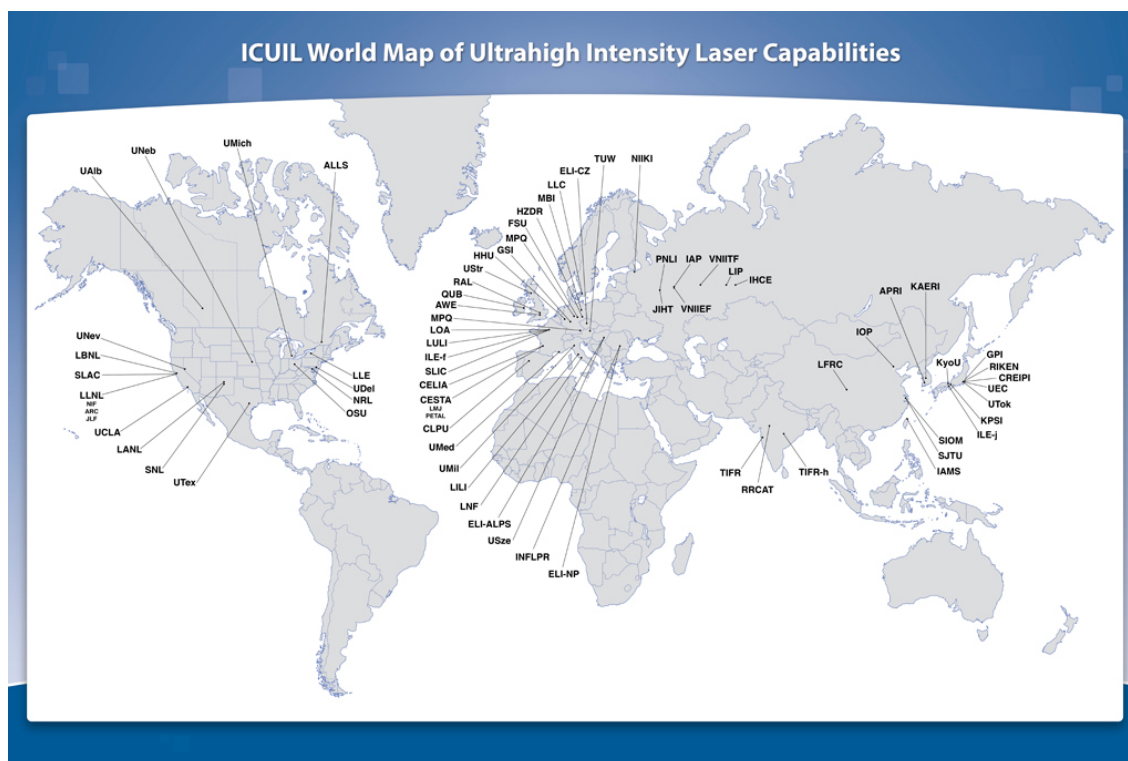 ICUIL World Map of Ultrahigh Intensity Laser Capabilities
UAlb
UNeb
UMich
ALLS
UNev
LBNL
SLAC
LLNL
NIF
ARC
JLF
UCLA
LANL
SNL
UTex
LLE
UDel
NRL
OSU
TUW
NIIKI
ELI-CZ
LLC
MBI
HZDR
FSU
MPQ
GSI
HHU
UStr
RAL
QUB
AWE
MPQ
LOA
LULI
ILE-f
SLIC
CELIA
CESTA
LMJ
PETAL
CLPU
UMed
UMil
LILI
LNF
ELI-ALPS
USze
INFLPR
ELI-NP
PNLI
IAP
VNIITF
LIP
IHCE
JIHT
VNIIEF
APRI
KAERI
IOP
LFRC
KyoU
GPI
RIKEN
CREIPI
UEC
UTok
KPSI
ILE-j
SIOM
SJTU
IAMS
TIFR
RRCAT
TIFR-h